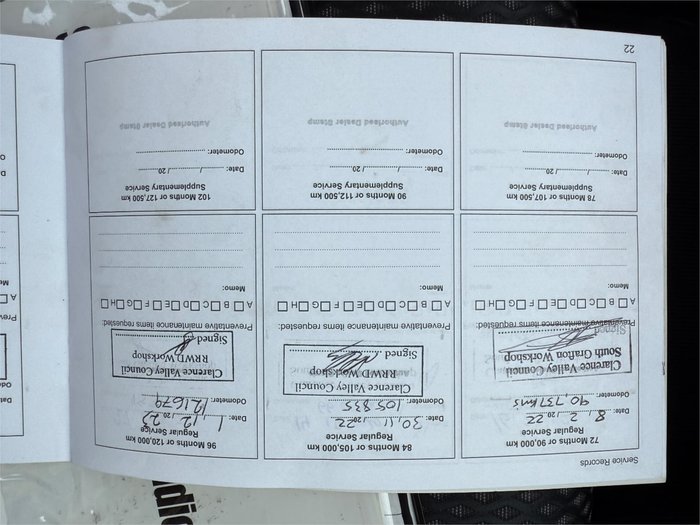 Service Records
72 Months or 90,000 km
Regular Service
Date: 8 / 2 / 20 22
Odometer: 90,737 kms
Clarence Valley Council
South Grafton Workshop
Signed
Preventative maintenance items requested:
A B C D E F G H
Memo:
84 Months or 105,000 km
Regular Service
Date: 30 / 11 / 20 22
Odometer: 105835
Clarence Valley Council
RRWD Workshop
Signed
Preventative maintenance items requested:
A B C D E F G H
Memo:
96 Months or 120,000 km
Regular Service
Date: 1 / 12 / 20 23
Odometer: 121679
Clarence Valley Council
RRWD Workshop
Signed
Preventative maintenance items requested:
A B C D E F G H
Memo:
78 Months or 107,500 km
Supplementary Service
Date: / / 20
Odometer:
Authorised Dealer Stamp
90 Months or 112,500 km
Supplementary Service
Date: / / 20
Odometer:
Authorised Dealer Stamp
102 Months or 127,500 km
Supplementary Service
Date: / / 20
Odometer:
Authorised Dealer Stamp
22